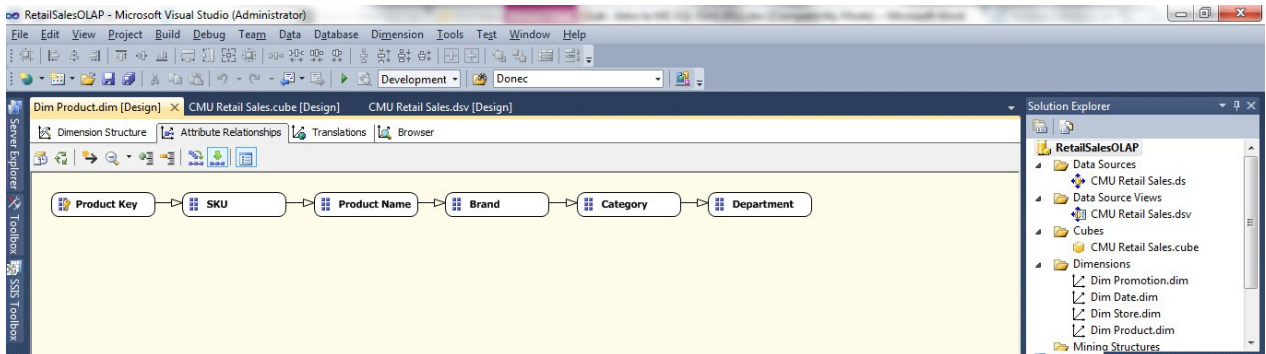 RetailSalesOLAP - Microsoft Visual Studio (Administrator)
File Edit View Project Build Debug Team Data Database Dimension Tools Test Window Help
Development Donec
Dim Product.dim [Design] CMU Retail Sales.cube [Design] CMU Retail Sales.dsv [Design]
Dimension Structure Attribute Relationships Translations Browser
Product Key SKU Product Name Brand Category Department
Server Explorer
Toolbox
SSIS Toolbox
Solution Explorer
RetailSalesOLAP
Data Sources
CMU Retail Sales.ds
Data Source Views
CMU Retail Sales.dsv
Cubes
CMU Retail Sales.cube
Dimensions
Dim Promotion.dim
Dim Date.dim
Dim Store.dim
Dim Product.dim
Mining Structures